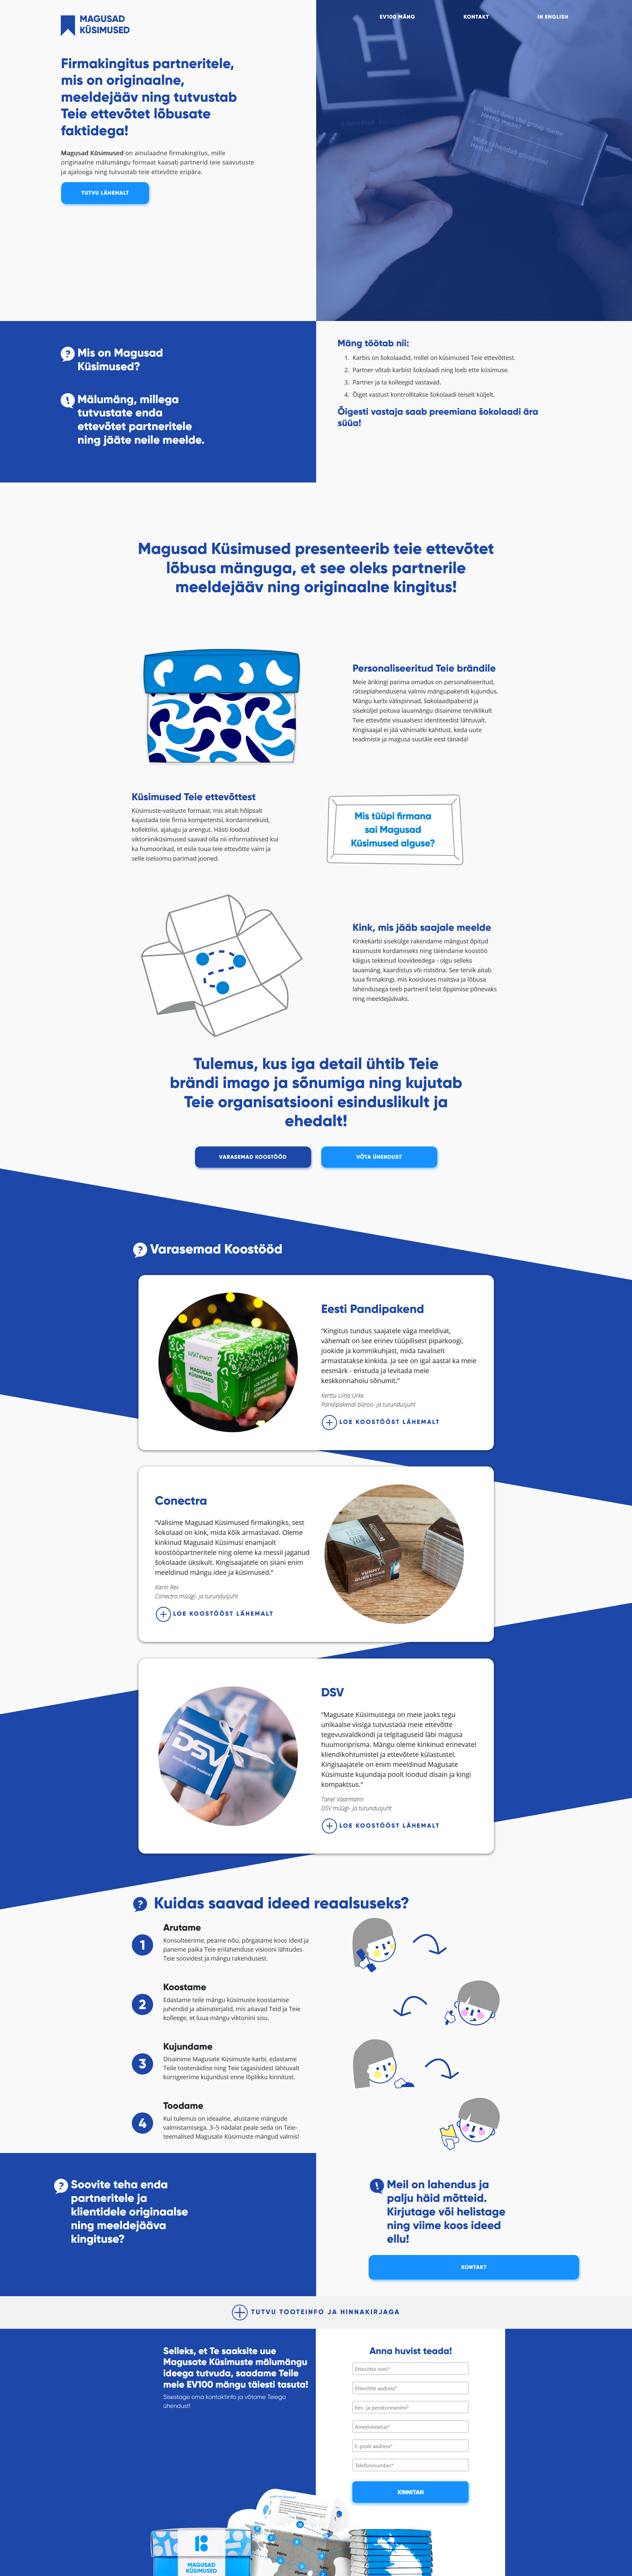 MAGUSAD
KÜSIMUSED
EV100 MÄNG
KONTAKT
IN ENGLISH
Firmakingitus partneritele,
mis on originaalne,
meeldejääv ning tutvustab
Teie ettevõtet lõbusate
faktidega!
Magusad Küsimused on ainulaadne firmakingitus, mille
originaalne mälumängu formaat kaasab partnerid teie saavutuste
ja ajalooga ning tutvustab teie ettevõtte eripära.
TUTVU LÄHEMALT
Mis on Magusad
Küsimused?
Mälumäng, millega
tutvustate enda
ettevõtet partneritele
ning jääte neile meelde.
Mäng töötab nii:
1. Karbis on šokolaadid, millel on küsimused Teie ettevõttest.
2. Partner võtab karbist šokolaadi ning loeb ette küsimuse.
3. Partner ja ta kolleegid vastavad.
4. Õiget vastust kontrollitakse šokolaadi teiselt küljelt.
Õigesti vastaja saab preemiana šokolaadi ära
süüa!
Magusad Küsimused presenteerib teie ettevõtet
lõbusa mänguga, et see oleks partnerile
meeldejääv ning originaalne kingitus!
Personaliseeritud Teie brändile
Meie ärikingi parima omadus on personaliseeritud,
rätseplahendusena valmiv mängupakendi kujundus.
Mängu karbi välispinnad, šokolaadipaberid ja
siseküljel peituva lauamängu disainime terviklikult
Teie ettevõtte visuaalsest identiteedist lähtuvalt.
Kingisaajal ei jää vähimatki kahtlust, keda uute
teadmiste ja magusa suutäie eest tänada!
Küsimused Teie ettevõttest
Küsimuste-vastuste formaat, mis aitab hõlpsalt
kajastada teie firma kompetentsi, kordaminekuid,
kollektiivi, ajalugu ja arengut. Hästi loodud
viktoriiniküsimused saavad olla nii informatiivsed kui
ka humoorikad, et esile tuua teie ettevõtte vaim ja
selle iseloomu parimad jooned.
Mis tüüpi firmana
sai Magusad
Küsimused alguse?
Kink, mis jääb saajale meelde
Kinkekarbi sisekülge rakendame mängust õpitud
küsimuste kordamiseks ning täiendame koostöö
käigus tekkinud loovideedega - olgu selleks
lauamäng, kaardistus või ristsõna. See tervik aitab
luua firmakingi, mis koosluses maitsva ja lõbusa
lahendusega teeb partneril teist õppimise põnevaks
ning meeldejäävaks.
Tulemus, kus iga detail ühtib Teie
brändi imago ja sõnumiga ning kujutab
Teie organisatsiooni esinduslikult ja
ehedalt!
VARASEMAD KOOSTÖÖD
VÕTA ÜHENDUST
Varasemad Koostööd
MAGUSAD
KÜSIMUSED
Eesti Pandipakend
"Kingitus tundus saajatele väga meeldivat,
vähemalt on see erinev tüüpilisest piparkoogi,
jookide ja kommikuhjast, mida tavaliselt
armastatakse kinkida. Ja see on igal aastal ka meie
eesmärk - eristuda ja levitada meie
keskkonnahoiu sõnumit."
Kerttu-Liina Urke
Pandipakendi büroo- ja turundusjuht
LOE KOOSTÖÖST LÄHEMALT
Conectra
"Valisime Magusad Küsimused firmakingiks, sest
šokolaad on kink, mida kõik armastavad. Oleme
kinkinud Magusaid Küsimusi enamjaolt
koostööpartneritele ning oleme ka messil jaganud
šokolaade üksikult. Kingisaajatele on siiani enim
meeldinud mängu idee ja küsimused."
Karin Rex
Conectra müügi- ja turundusjuht
LOE KOOSTÖÖST LÄHEMALT
YUMMY
QUESTIONS
DSV
DSV
"Magusate Küsimustega on meie jaoks tegu
unikaalse viisiga tutvustada meie ettevõtte
tegevusvaldkondi ja telgitaguseid läbi magusa
huumoriprisma. Mängu oleme kinkinud erinevatel
kliendikohtumistel ja ettevõtete külastustel.
Kingisaajatele on enim meeldinud Magusate
Küsimuste kujundaja poolt loodud disain ja kingi
kompaktsus."
Tanel Vaarmann
DSV müügi- ja turundusjuht
LOE KOOSTÖÖST LÄHEMALT
Kuidas saavad ideed reaalsuseks?
1
Arutame
Konsulteerime, peame nõu, põrgatame koos ideid ja
paneme paika Teie erilahenduse visiooni lähtudes
Teie soovidest ja mängu rakendusest.
2
Koostame
Edastame teile mängu küsimuste koostamise
juhendid ja abimaterjalid, mis aitavad Teid ja Teie
kolleege, et luua mängu viktoriini sisu.
3
Kujundame
Disainime Magusate Küsimuste karbi, edastame
Teile tootenäidise ning Teie tagasisidest lähtuvalt
korrigeerime kujundust enne lõplikku kinnitust.
4
Toodame
Kui tulemus on ideaalne, alustame mängude
valmistamisega. 3–5 nädalat peale seda on Teie-
teemalised Magusate Küsimuste mängud valmis!
Soovite teha enda
partneritele ja
klientidele originaalse
ning meeldejääva
kingituse?
Meil on lahendus ja
palju häid mõtteid.
Kirjutage või helistage
ning viime koos ideed
ellu!
KONTAKT
TUTVU TOOTEINFO JA HINNAKIRJAGA
Selleks, et Te saaksite uue
Magusate Küsimuste mälumängu
ideega tutvuda, saadame Teile
meie EV100 mängu täiesti tasuta!
Sisestage oma kontaktinfo ja võtame Teiega
ühendust!
Anna huvist teada!
Ettevõtte nimi*
Ettevõtte aadress*
Ees- ja perekonnanimi*
Ametinimetus*
E-posti aadress*
Telefoninumber*
KINNITAN
MAGUSAD
KÜSIMUSED